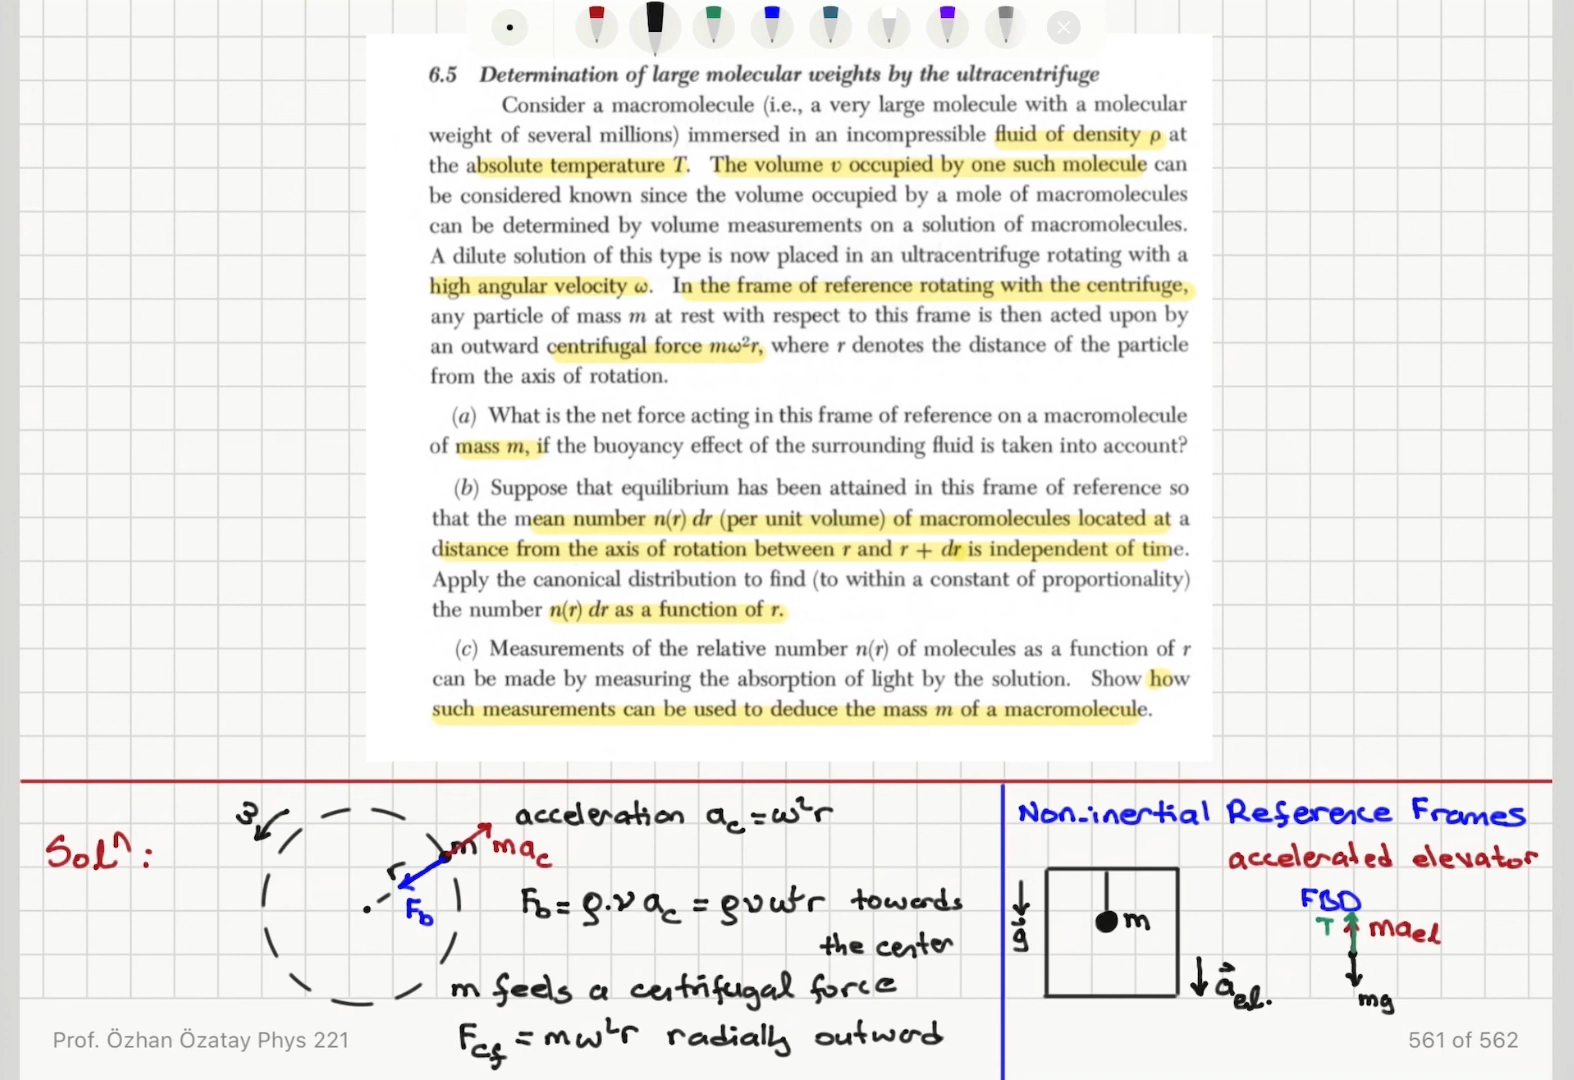 6.5 Determination of large molecular weights by the ultracentrifuge
Consider a macromolecule (i.e., a very large molecule with a molecular
weight of several millions) immersed in an incompressible fluid of density ρ at
the absolute temperature T. The volume v occupied by one such molecule can
be considered known since the volume occupied by a mole of macromolecules
can be determined by volume measurements on a solution of macromolecules.
A dilute solution of this type is now placed in an ultracentrifuge rotating with a
high angular velocity ω. In the frame of reference rotating with the centrifuge,
any particle of mass m at rest with respect to this frame is then acted upon by
an outward centrifugal force mω²r, where r denotes the distance of the particle
from the axis of rotation.
(a) What is the net force acting in this frame of reference on a macromolecule
of mass m, if the buoyancy effect of the surrounding fluid is taken into account?
(b) Suppose that equilibrium has been attained in this frame of reference so
that the mean number n(r) dr (per unit volume) of macromolecules located at a
distance from the axis of rotation between r and r + dr is independent of time.
Apply the canonical distribution to find (to within a constant of proportionality)
the number n(r) dr as a function of r.
(c) Measurements of the relative number n(r) of molecules as a function of r
can be made by measuring the absorption of light by the solution. Show how
such measurements can be used to deduce the mass m of a macromolecule.
Solⁿ:
ω
r
m
ma_c
F_b
acceleration a_c = ω²r
F_b = ρ.v a_c = ρvω²r towards
the center
m feels a centrifugal force
F_cf = mω²r radially outward
Non-inertial Reference Frames
accelerated elevator
g
m
a_el.
FBD
T
ma_el
mg
Prof. Özhan Özatay Phys 221
561 of 562